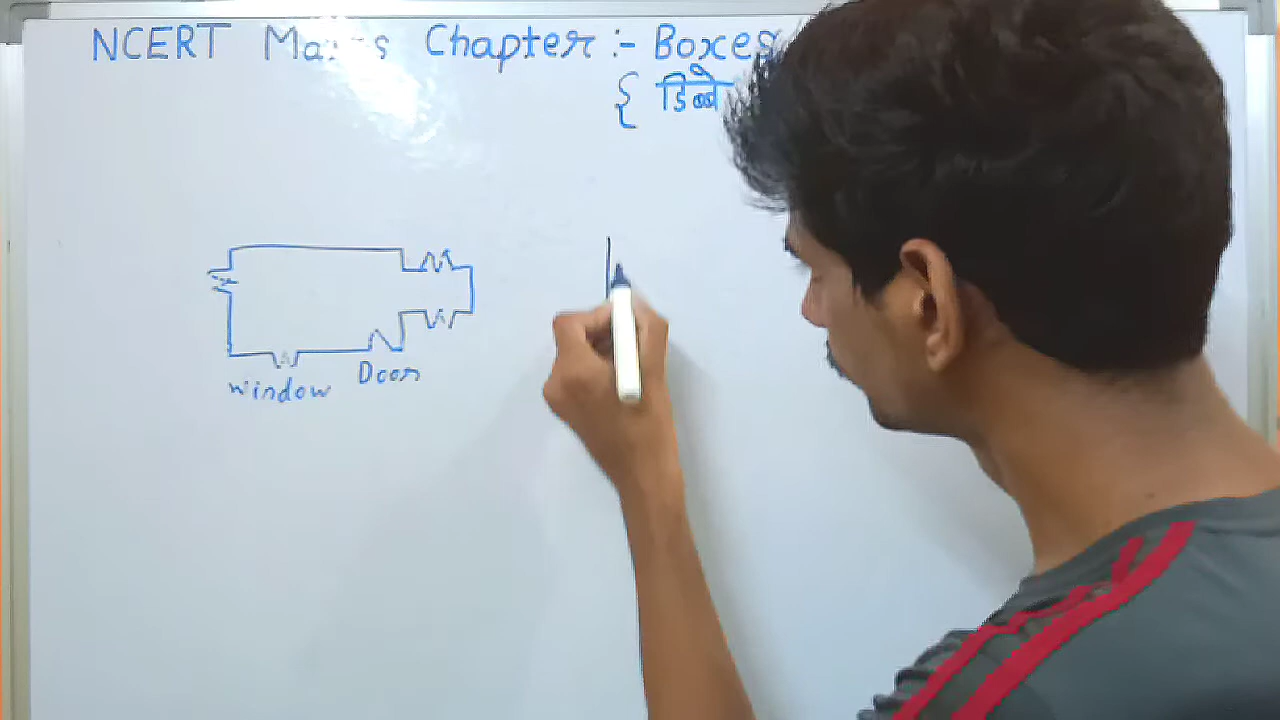 NCERT Chapter :- Boxes
{ डिब्बे
window
Door